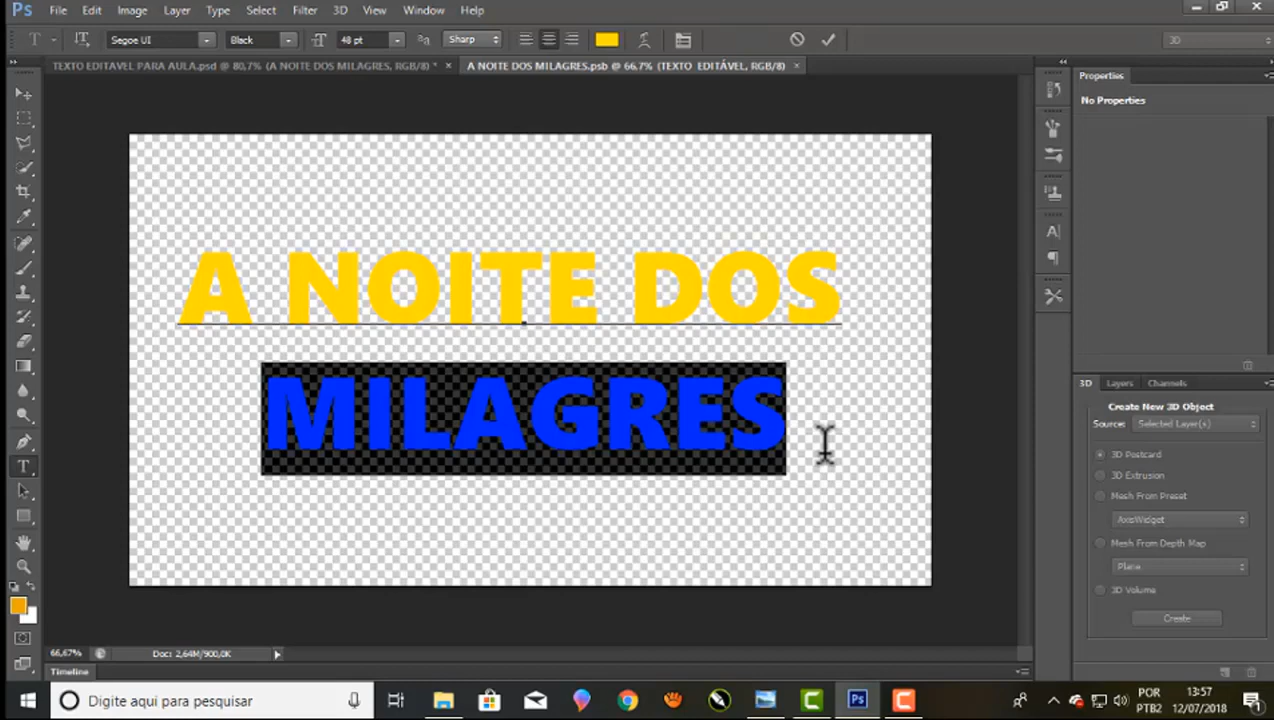 Ps File Edit Image Layer Type Select Filter 3D View Window Help
T Segoe UI Black 48 pt Sharp 3D
TEXTO EDITAVEL PARA AULA.psd @ 80,7% (A NOITE DOS MILAGRES, RGB/8) * × A NOITE DOS MILAGRES.psb @ 66.7% (TEXTO EDITÁVEL, RGB/8) ×
Properties
No Properties
A NOITE DOS
MILAGRES
3D Layers Channels
Create New 3D Object
Source: Selected Layer(s)
3D Postcard
3D Extrusion
Mesh From Preset
AxisWidget
Mesh From Depth Map
Plane
3D Volume
Create
66,67% Doc: 2,64M/900,0K
Timeline
Digite aqui para pesquisar
POR
PTB2
13:57
12/07/2018
1